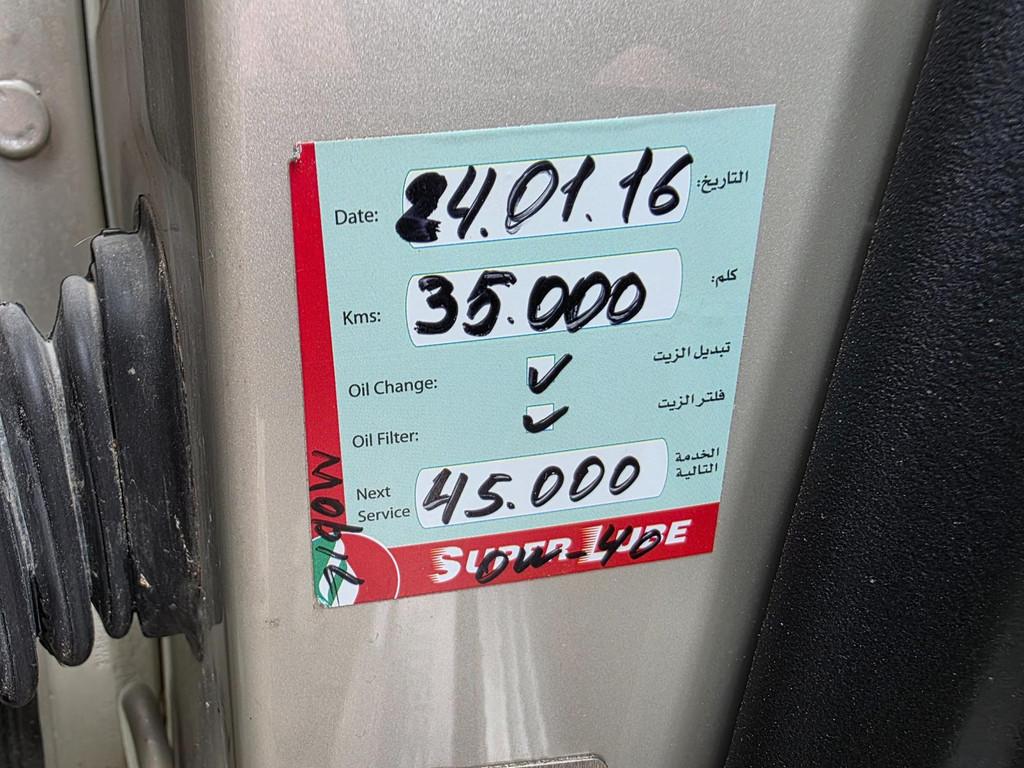 Date: 24.01.16 التاريخ:
Kms: 35.000 كلم:
Oil Change: ✓ تبديل الزيت
Oil Filter: ✓ فلتر الزيت
Next Service 45.000 الخدمة التالية
SUPER LUBE
0W-40